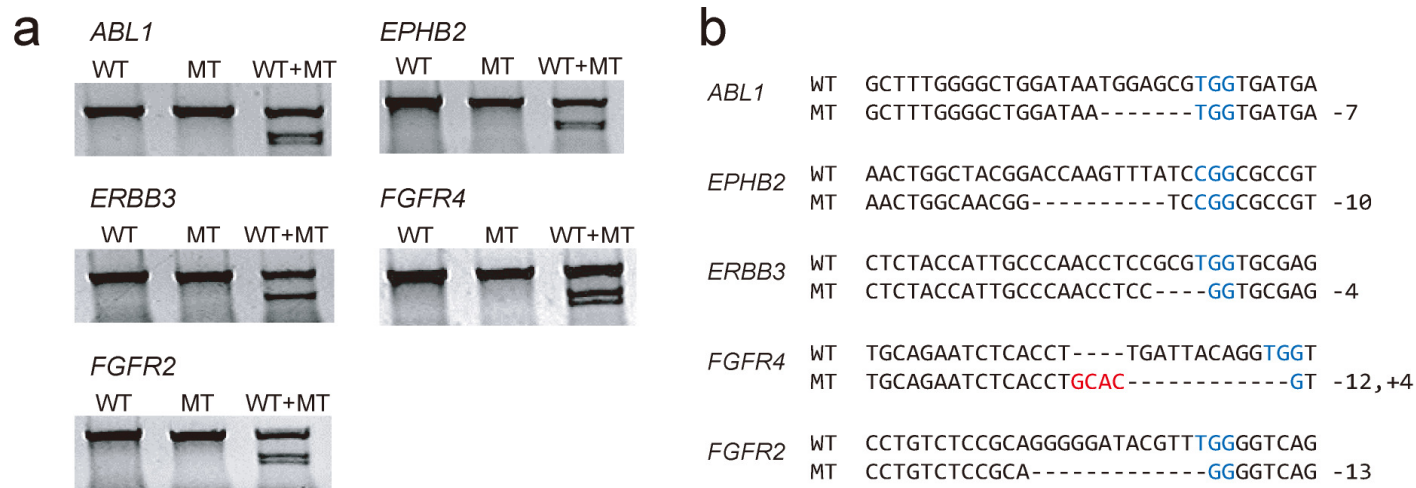 a
ABL1
WT MT WT+MT
EPHB2
WT MT WT+MT
ERBB3
WT MT WT+MT
FGFR4
WT MT WT+MT
FGFR2
WT MT WT+MT
b
ABL1
WT GCTTTGGGGCTGGATAATGGAGCGTGGTGATGA
MT GCTTTGGGGCTGGATAA-------TGGTGATGA -7
EPHB2
WT AACTGGCTACGGACCAAGTTTATCCCGGCGCCGT
MT AACTGGCAACGG----------TCCGGCGCCGT -10
ERBB3
WT CTCTACCATTGCCCAACCTCCGCGTGGTGCGAG
MT CTCTACCATTGCCCAACCTCC----GGTGCGAG -4
FGFR4
WT TGCAGAATCTCACCT----TGATTACAGGTGGT
MT TGCAGAATCTCACCTGCAC------------GT -12,+4
FGFR2
WT CCTGTCTCCGCAGGGGGATACGTTTGGGGTCAG
MT CCTGTCTCCGCA-------------GGGGTCAG -13